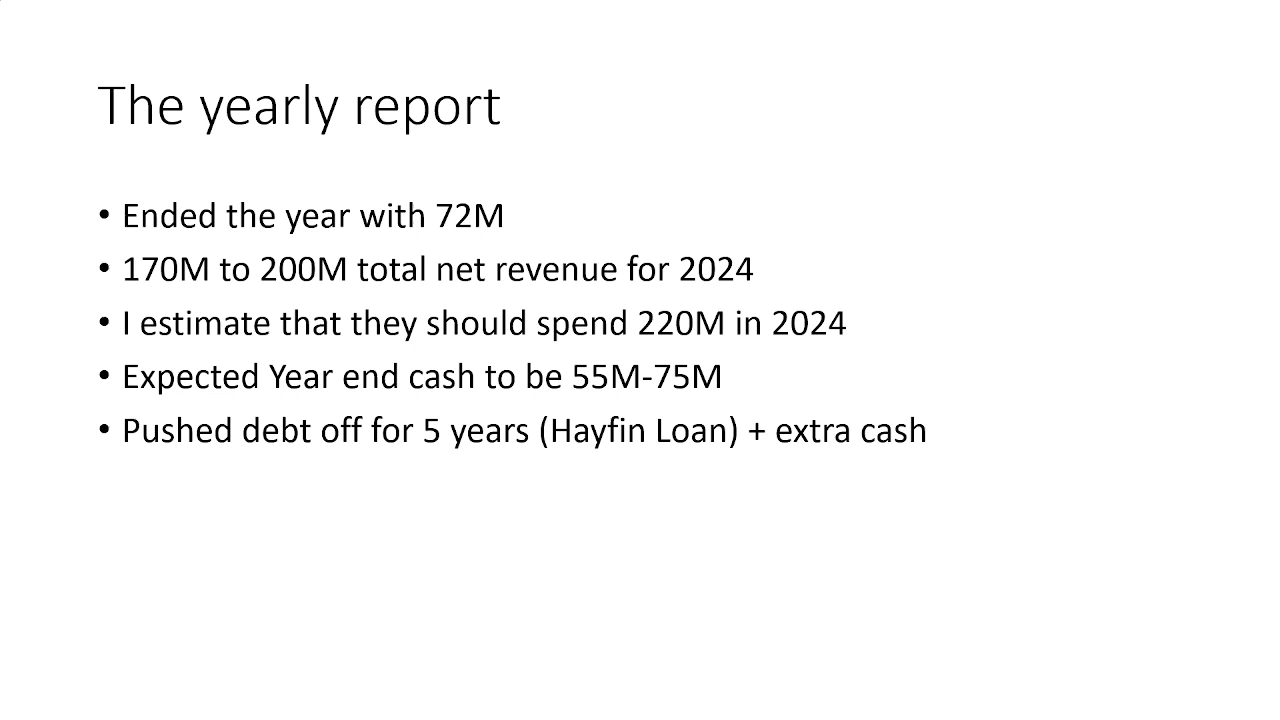 The yearly report
• Ended the year with 72M
• 170M to 200M total net revenue for 2024
• I estimate that they should spend 220M in 2024
• Expected Year end cash to be 55M-75M
• Pushed debt off for 5 years (Hayfin Loan) + extra cash